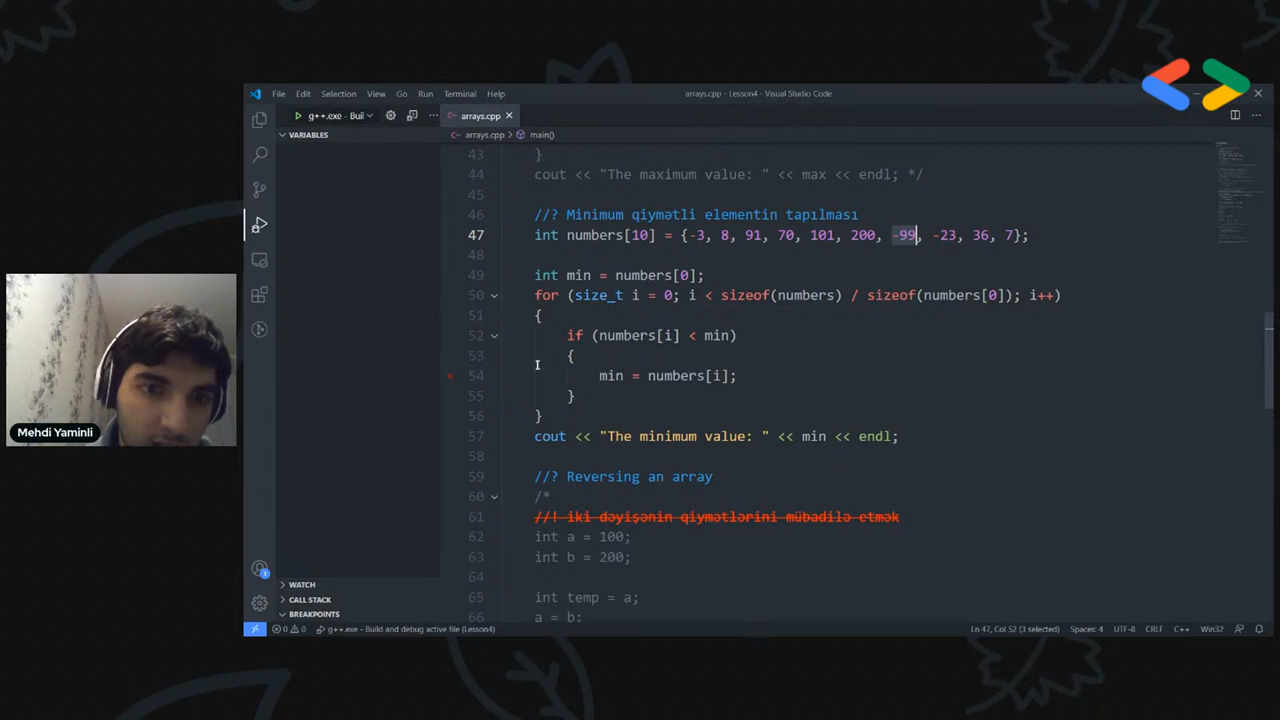 File Edit Selection View Go Run Terminal Help
arrays.cpp - Lesson4 - Visual Studio Code
g++.exe - Buil
arrays.cpp
VARIABLES
arrays.cpp > main()
43 }
44 cout << "The maximum value: " << max << endl; */
45
46 //? Minimum qiymətli elementin tapılması
47 int numbers[10] = {-3, 8, 91, 70, 101, 200, -99, -23, 36, 7};
48
49 int min = numbers[0];
50 for (size_t i = 0; i < sizeof(numbers) / sizeof(numbers[0]); i++)
51 {
52 if (numbers[i] < min)
53 {
54 min = numbers[i];
55 }
56 }
57 cout << "The minimum value: " << min << endl;
58
59 //? Reversing an array
60 /*
61 //! iki dəyişənin qiymətlərini mübadilə etmək
62 int a = 100;
63 int b = 200;
64
65 int temp = a;
66 a = b;
Mehdi Yaminli
1
WATCH
CALL STACK
BREAKPOINTS
0 0 g++.exe - Build and debug active file (Lesson4)
Ln 47, Col 52 (3 selected) Spaces: 4 UTF-8 CRLF C++ Win32